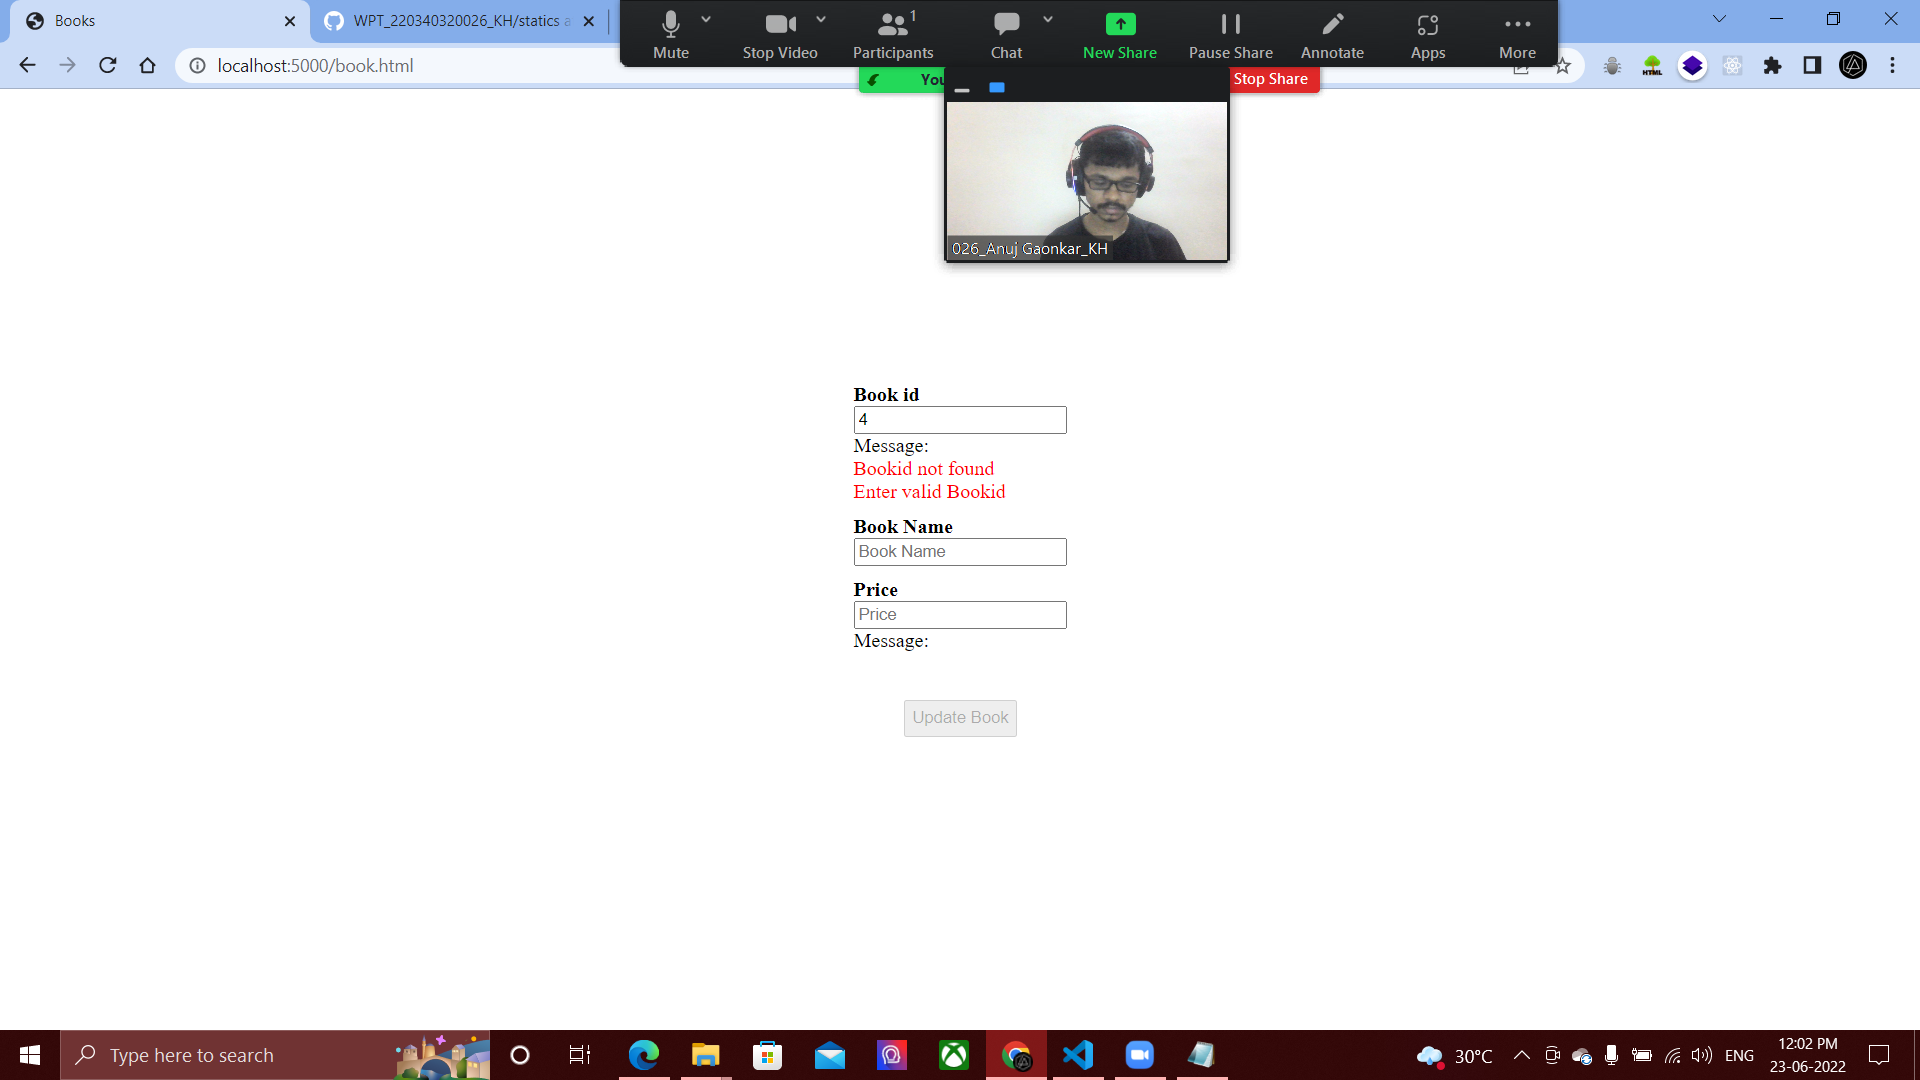 Books
WPT_220340320026_KH/statics a
Mute
Stop Video
Participants
1
Chat
New Share
Pause Share
Annotate
Apps
More
localhost:5000/book.html
You
Stop Share
HTML
026_Anuj Gaonkar_KH
Book id
4
Message:
Bookid not found
Enter valid Bookid
Book Name
Book Name
Price
Price
Message:
Update Book
Type here to search
30°C
ENG
12:02 PM
23-06-2022